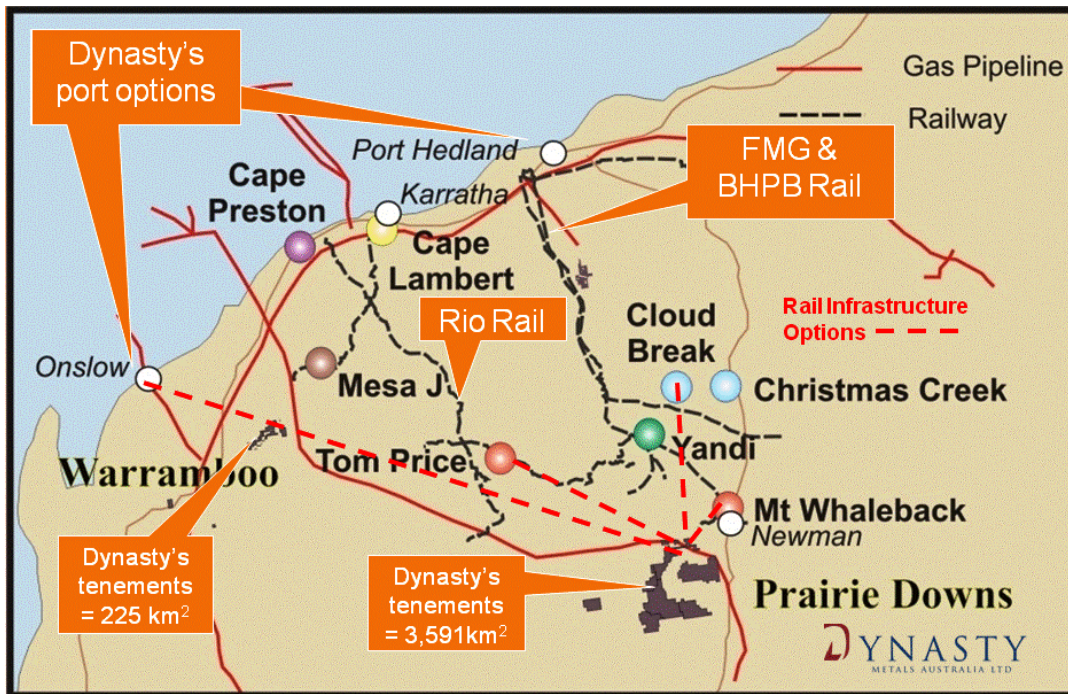 Dynasty's
port options
Gas Pipeline
Railway
Port Hedland
FMG &
BHPB Rail
Cape
Preston
Karratha
Cape
Lambert
Rio Rail
Rail Infrastructure
Options
Cloud
Break
Onslow
Mesa J
Christmas Creek
Warramboo
Tom Price
Yandi
Mt Whaleback
Newman
Dynasty's
tenements
= 225 km²
Dynasty's
tenements
= 3,591km²
Prairie Downs
DYNASTY
METALS AUSTRALIA LTD